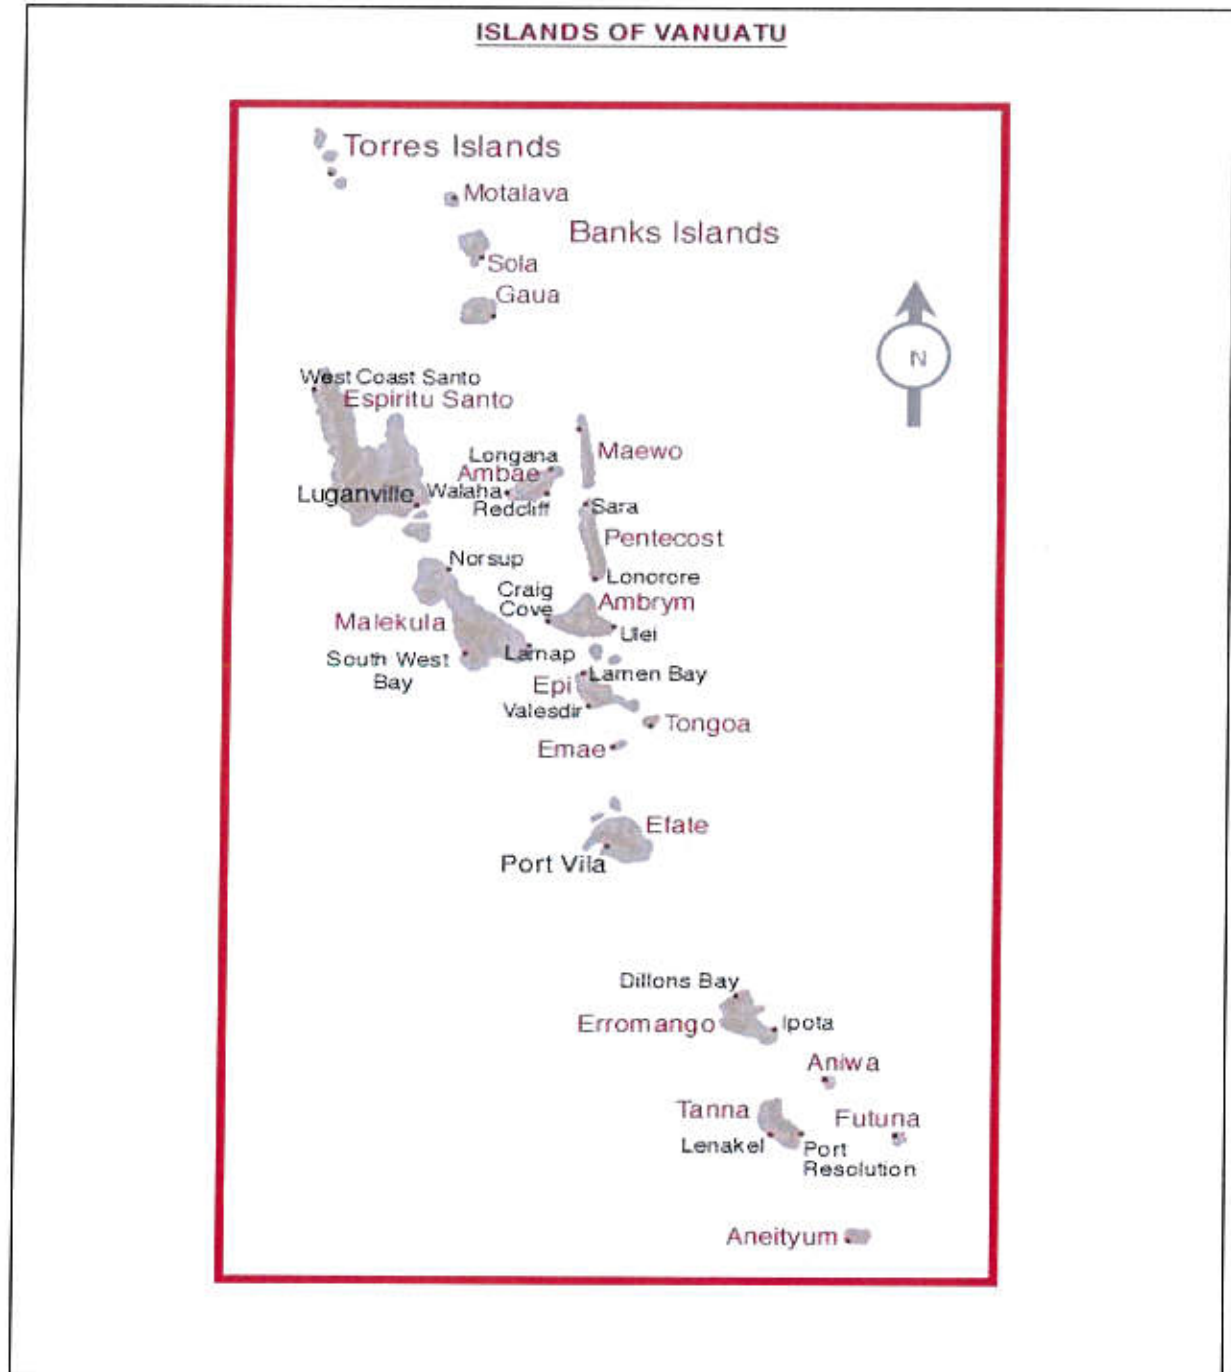 ISLANDS OF VANUATU
Torres Islands
Motalava
Banks Islands
Sola
Gaua
N
West Coast Santo
Espiritu Santo
Maewo
Longana
Ambae
Luganville
Walaha
Redcliff
Sara
Pentecost
Norsup
Lonorore
Craig
Cove
Ambrym
Malekula
Ulei
Lamap
South West
Bay
Lamen Bay
Epi
Valesdir
Tongoa
Emae
Efate
Port Vila
Dillons Bay
Erromango
Ipota
Aniwa
Tanna
Futuna
Lenakel
Port
Resolution
Aneityum